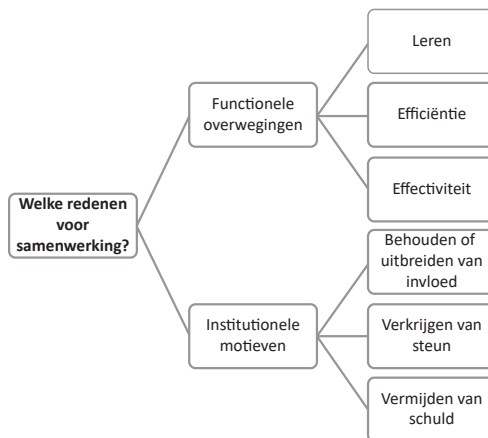 Welke redenen
voor
samenwerking?
Functionele
overwegingen
Leren
Efficiëntie
Effectiviteit
Institutionele
motieven
Behouden of
uitbreiden van
invloed
Verkrijgen van
steun
Vermijden van
schuld